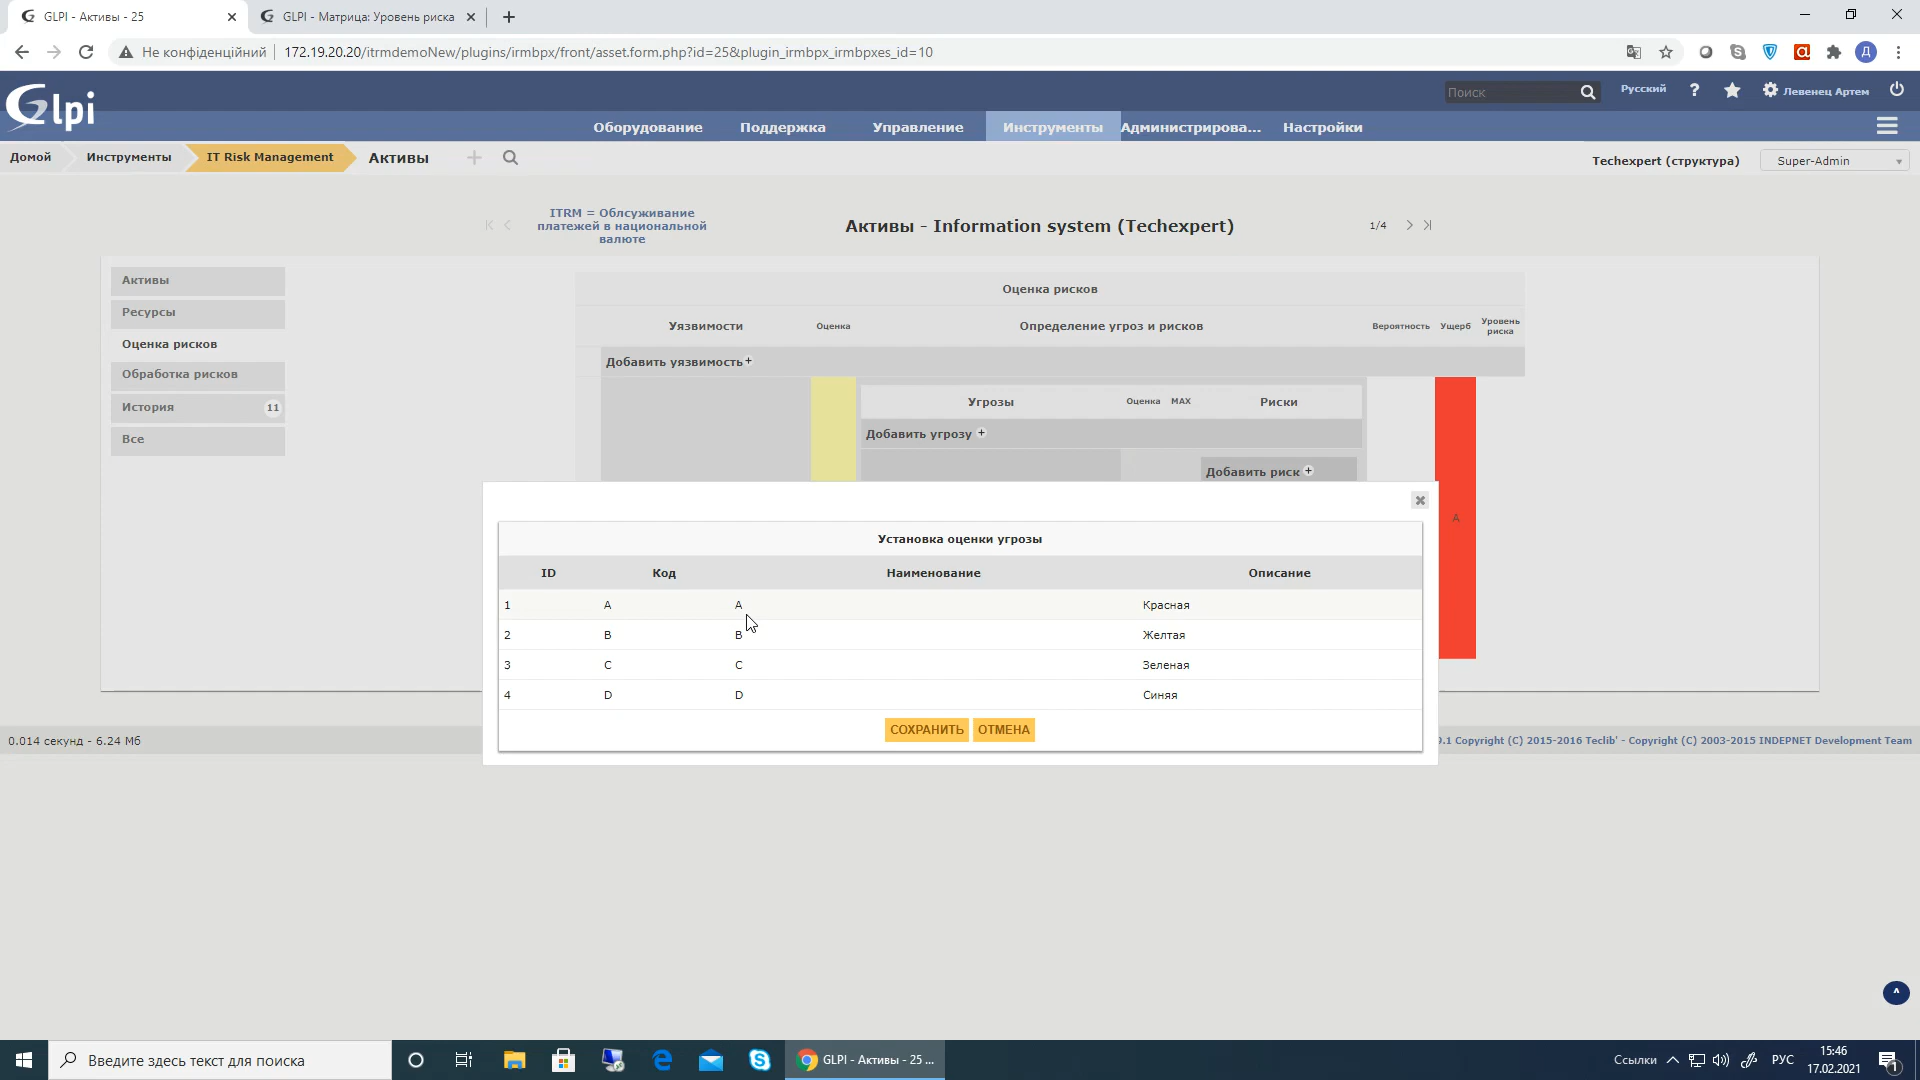 GLPI - Активы - 25
GLPI - Матрица: Уровень риска
Не конфіденційний
172.19.20.20/itrmdemoNew/plugins/irmbpx/front/asset.form.php?id=25&plugin_irmbpx_irmbpxes_id=10
Д
Glpi
Поиск
Русский
?
Левенец Артем
Оборудование
Поддержка
Управление
Инструменты
Администрирова...
Настройки
Домой
Инструменты
IT Risk Management
Активы
Techexpert (структура)
Super-Admin
ITRM = Облсуживание
платежей в национальной
валюте
Активы - Information system (Techexpert)
1/4
Активы
Ресурсы
Оценка рисков
Обработка рисков
История 11
Все
Оценка рисков
Уязвимости
Оценка
Определение угроз и рисков
Вероятность
Ущерб
Уровень
риска
Добавить уязвимость+
Угрозы
Оценка
MAX
Риски
Добавить угрозу +
Добавить риск +
A
Установка оценки угрозы
ID Код Наименование Описание
1 A A Красная
2 B B Желтая
3 C C Зеленая
4 D D Синяя
СОХРАНИТЬ ОТМЕНА
0.014 секунд - 6.24 Мб
.1 Copyright (C) 2015-2016 Teclib' - Copyright (C) 2003-2015 INDEPNET Development Team
Введите здесь текст для поиска
GLPI - Активы - 25 ...
Ссылки
РУС
15:46
17.02.2021
1